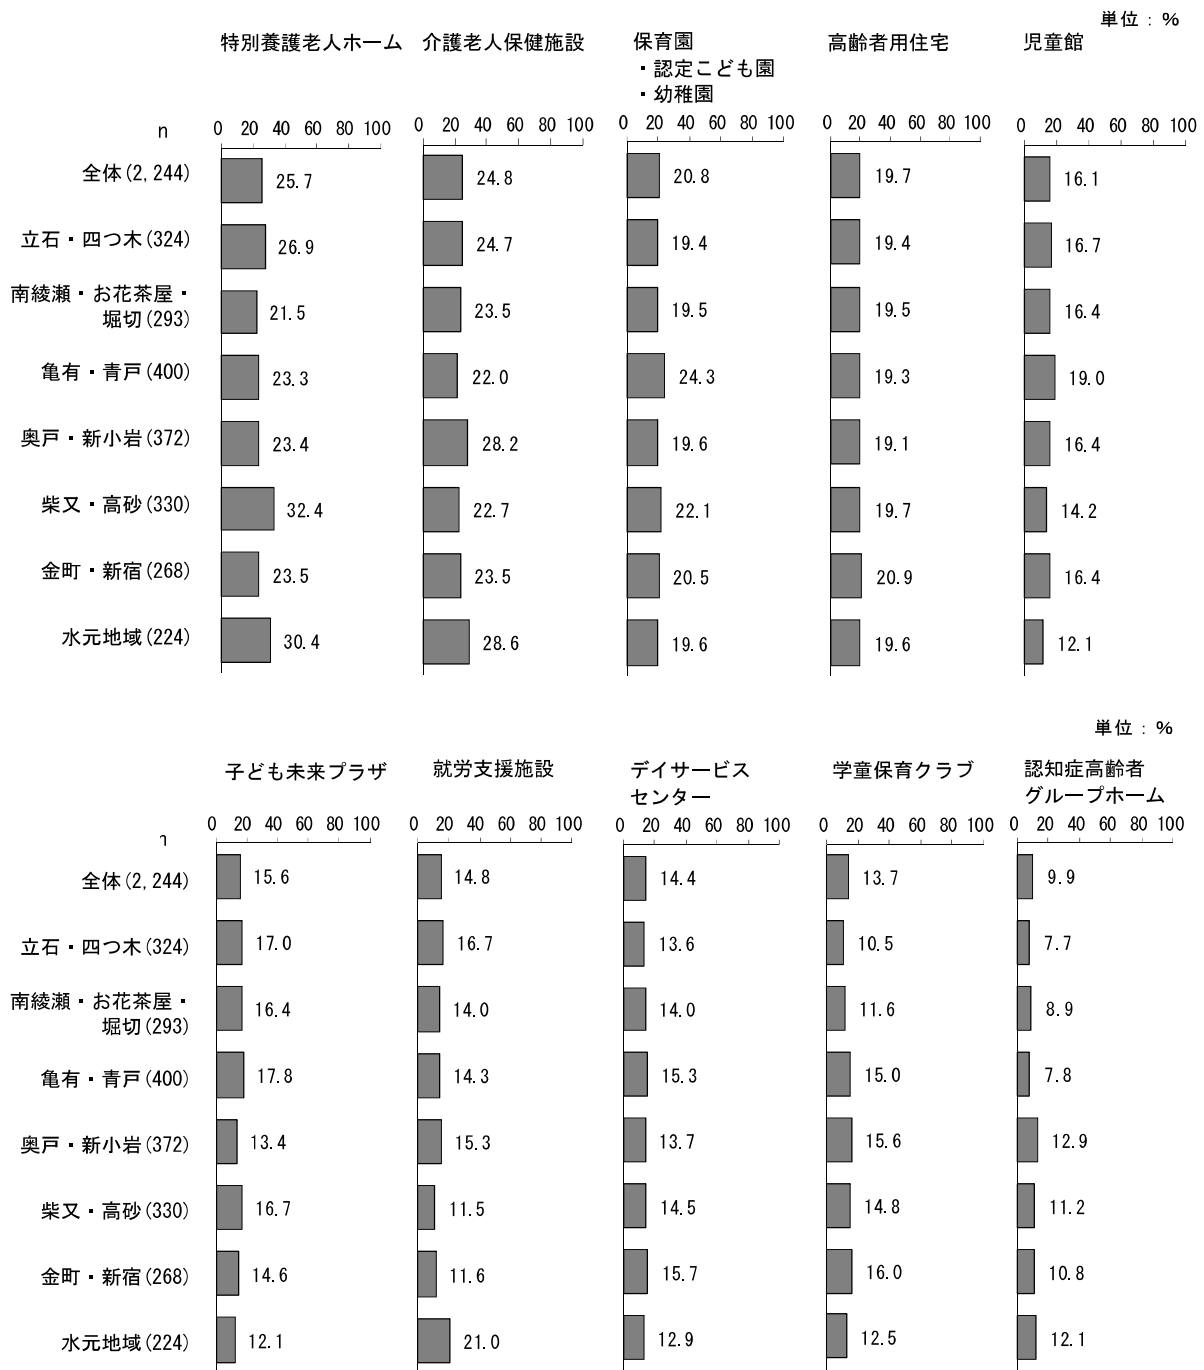 単位：％
特別養護老人ホーム 介護老人保健施設 保育園 高齢者用住宅 児童館
・認定こども園
・幼稚園
n 0 20 40 60 80 100 0 20 40 60 80 100 0 20 40 60 80 100 0 20 40 60 80 100 0 20 40 60 80 100
全体(2,244) 25.7 24.8 20.8 19.7 16.1
立石・四つ木(324) 26.9 24.7 19.4 19.4 16.7
南綾瀬・お花茶屋・
堀切(293) 21.5 23.5 19.5 19.5 16.4
亀有・青戸(400) 23.3 22.0 24.3 19.3 19.0
奥戸・新小岩(372) 23.4 28.2 19.6 19.1 16.4
柴又・高砂(330) 32.4 22.7 22.1 19.7 14.2
金町・新宿(268) 23.5 23.5 20.5 20.9 16.4
水元地域(224) 30.4 28.6 19.6 19.6 12.1
単位：％
子ども未来プラザ 就労支援施設 デイサービス 学童保育クラブ 認知症高齢者
センター グループホーム
0 20 40 60 80 100 0 20 40 60 80 100 0 20 40 60 80 100 0 20 40 60 80 100 0 20 40 60 80 100
全体(2,244) 15.6 14.8 14.4 13.7 9.9
立石・四つ木(324) 17.0 16.7 13.6 10.5 7.7
南綾瀬・お花茶屋・
堀切(293) 16.4 14.0 14.0 11.6 8.9
亀有・青戸(400) 17.8 14.3 15.3 15.0 7.8
奥戸・新小岩(372) 13.4 15.3 13.7 15.6 12.9
柴又・高砂(330) 16.7 11.5 14.5 14.8 11.2
金町・新宿(268) 14.6 11.6 15.7 16.0 10.8
水元地域(224) 12.1 21.0 12.9 12.5 12.1